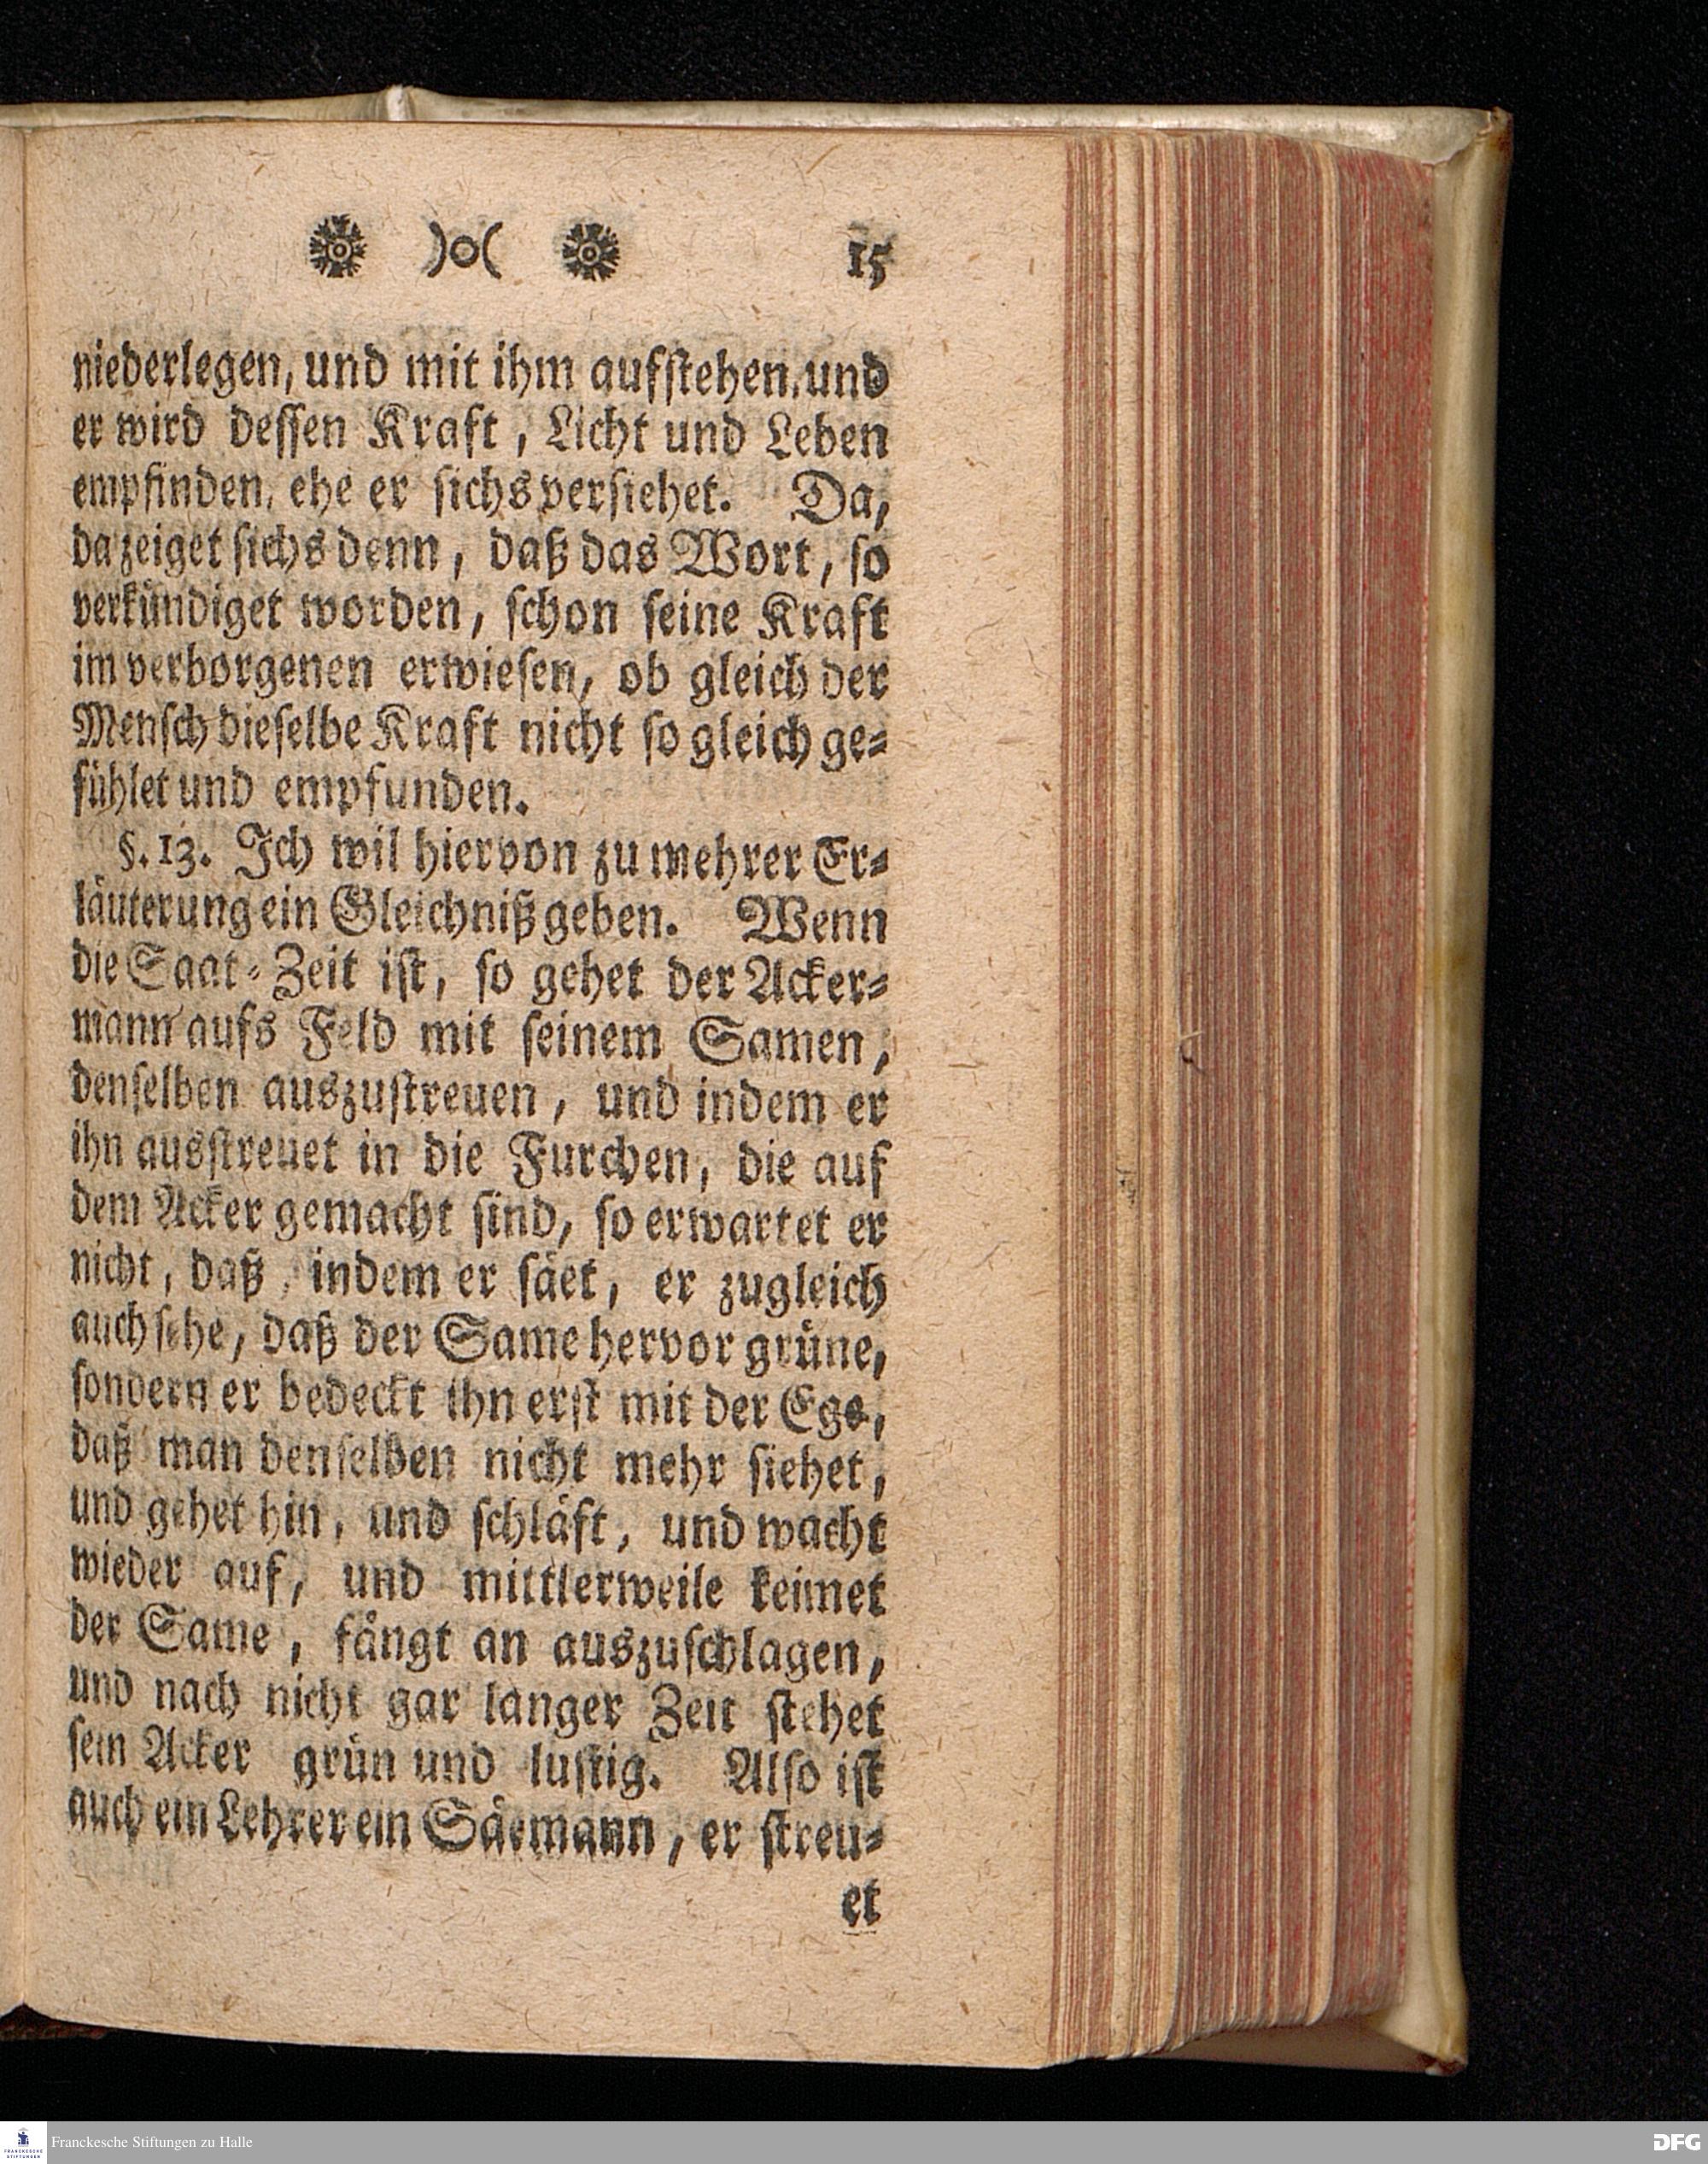 )o( 15
niederlegen, und mit ihm aufstehen, und
er wird dessen Kraft, Licht und Leben
empfinden, ehe er sichs versiehet. Da,
da zeiget sichs denn, daß das Wort, so
verkündiget worden, schon seine Kraft
im verborgenen erwiesen, ob gleich der
Mensch dieselbe Kraft nicht so gleich ge-
fühlet und empfunden.
§. 13. Ich wil hiervon zu mehrer Er-
läuterung ein Gleichniß geben. Wenn
die Saat-Zeit ist, so gehet der Acker-
mann aufs Feld mit seinem Samen,
denselben auszustreuen, und indem er
ihn ausstreuet in die Furchen, die auf
dem Acker gemacht sind, so erwartet er
nicht, daß, indem er säet, er zugleich
auch sehe, daß der Same hervor grüne,
sondern er bedeckt ihn erst mit der Ege,
daß man denselben nicht mehr siehet,
und gehet hin, und schläft, und wacht
wieder auf, und mittlerweile keimet
der Same, fängt an auszuschlagen,
und nach nicht gar langer Zeit stehet
sein Acker grün und lustig. Also ist
auch ein Lehrer ein Säemann, er streu-
et
FRANCKESCHE
STIFTUNGEN
Franckesche Stiftungen zu Halle
DFG